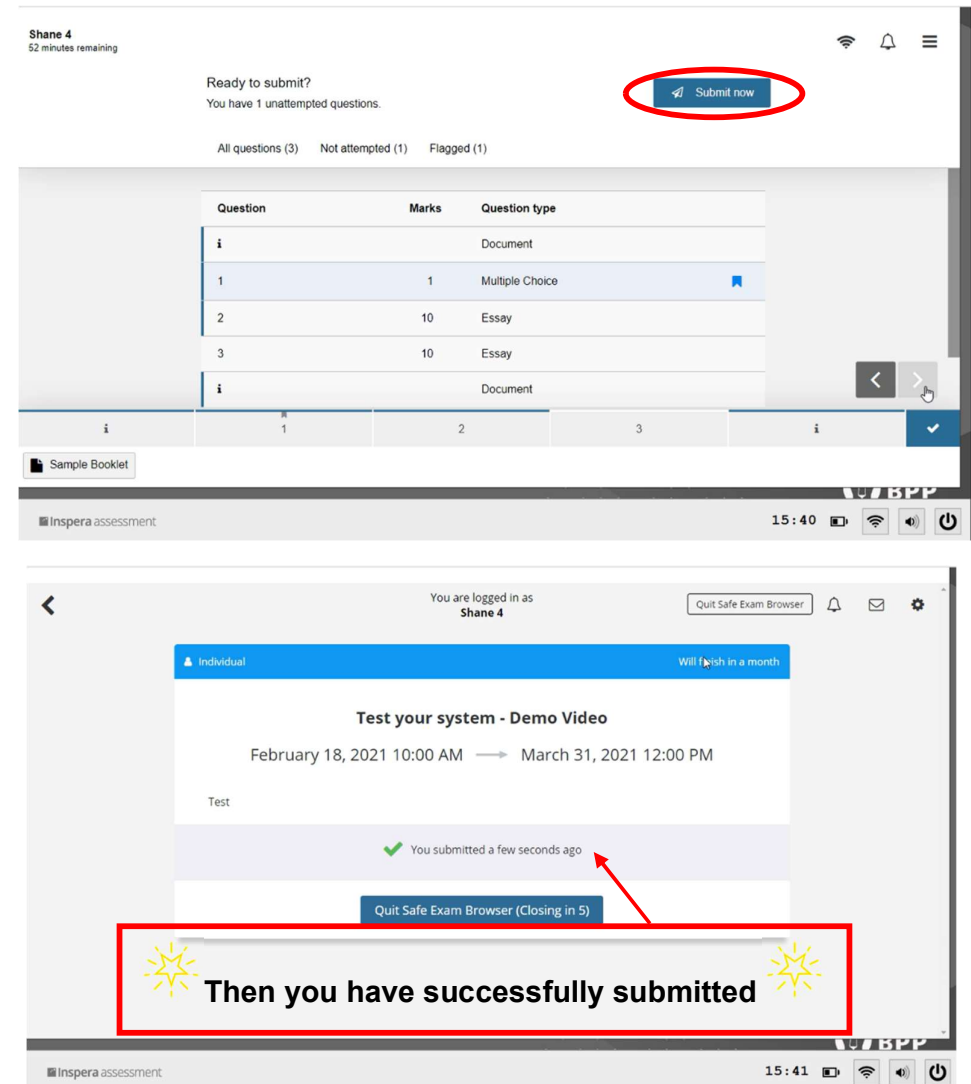 Shane 4
52 minutes remaining
Ready to submit?
You have 1 unattempted questions.
Submit now
All questions (3) Not attempted (1) Flagged (1)
Question Marks Question type
i Document
1 1 Multiple Choice
2 10 Essay
3 10 Essay
i Document
i 1 2 3 i
Sample Booklet
BPP
Inspera assessment 15:40
You are logged in as
Shane 4
Quit Safe Exam Browser
Individual Will finish in a month
Test your system - Demo Video
February 18, 2021 10:00 AM → March 31, 2021 12:00 PM
Test
You submitted a few seconds ago
Quit Safe Exam Browser (Closing in 5)
Then you have successfully submitted
BPP
Inspera assessment 15:41